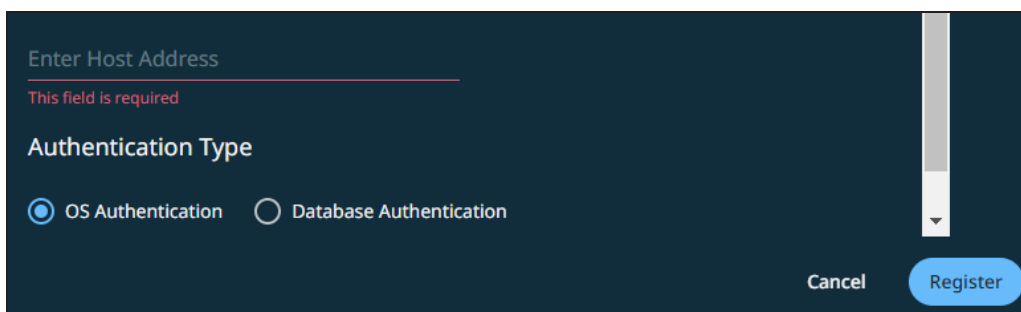 Enter Host Address
This field is required
Authentication Type
OS Authentication Database Authentication
Cancel Register